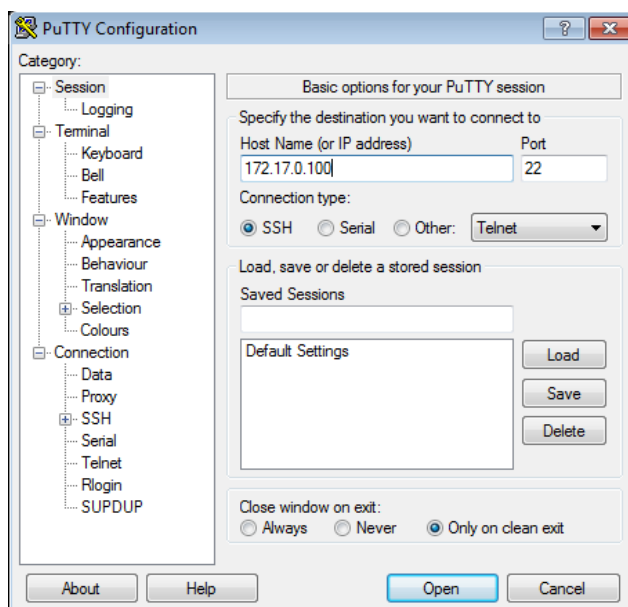 PuTTY Configuration
Category:
Session
Logging
Terminal
Keyboard
Bell
Features
Window
Appearance
Behaviour
Translation
Selection
Colours
Connection
Data
Proxy
SSH
Serial
Telnet
Rlogin
SUPDUP
Basic options for your PuTTY session
Specify the destination you want to connect to
Host Name (or IP address) Port
172.17.0.100 22
Connection type:
SSH Serial Other: Telnet
Load, save or delete a stored session
Saved Sessions
Default Settings
Load
Save
Delete
Close window on exit:
Always Never Only on clean exit
About Help Open Cancel